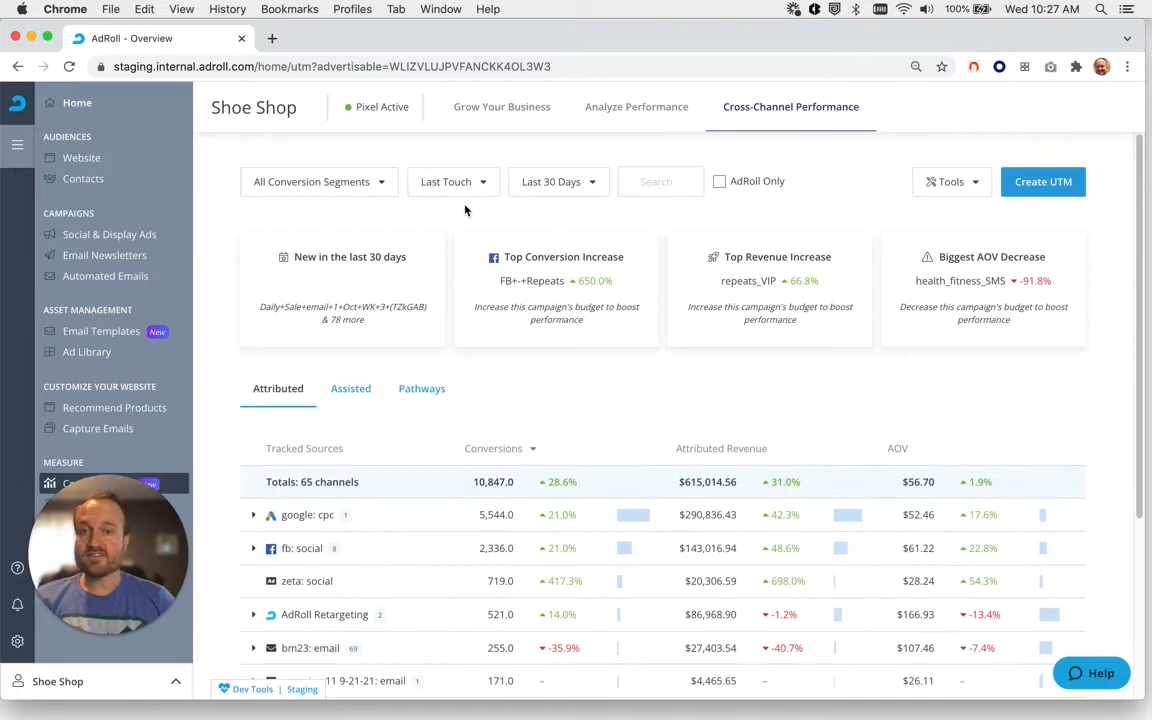 Chrome File Edit View History Bookmarks Profiles Tab Window Help 100% Wed 10:27 AM
AdRoll - Overview
staging.internal.adroll.com/home/utm?advertisable=WLIZVLUJPVFANCKK4OL3W3
Home
Shoe Shop Pixel Active Grow Your Business Analyze Performance Cross-Channel Performance
AUDIENCES
Website
Contacts
CAMPAIGNS
Social & Display Ads
Email Newsletters
Automated Emails
ASSET MANAGEMENT
Email Templates New
Ad Library
CUSTOMIZE YOUR WEBSITE
Recommend Products
Capture Emails
MEASURE
New
Shoe Shop
All Conversion Segments Last Touch Last 30 Days Search AdRoll Only Tools Create UTM
New in the last 30 days
Daily+Sale+email+1+Oct+WK+3+(TZkGAB)
& 78 more
Top Conversion Increase
FB+-+Repeats 650.0%
Increase this campaign's budget to boost
performance
Top Revenue Increase
repeats_VIP 66.8%
Increase this campaign's budget to boost
performance
Biggest AOV Decrease
health_fitness_SMS -91.8%
Decrease this campaign's budget to boost
performance
Attributed Assisted Pathways
Tracked Sources Conversions Attributed Revenue AOV
Totals: 65 channels 10,847.0 28.6% $615,014.56 31.0% $56.70 1.9%
google: cpc 1 5,544.0 21.0% $290,836.43 42.3% $52.46 17.6%
fb: social 8 2,336.0 21.0% $143,016.94 48.6% $61.22 22.8%
Ad zeta: social 719.0 417.3% $20,306.59 698.0% $28.24 54.3%
AdRoll Retargeting 2 521.0 14.0% $86,968.90 -1.2% $166.93 -13.4%
bm23: email 69 255.0 -35.9% $27,403.54 -40.7% $107.46 -7.4%
11 9-21-21: email 1 171.0 – $4,465.65 – $26.11 –
Dev Tools | Staging
Help